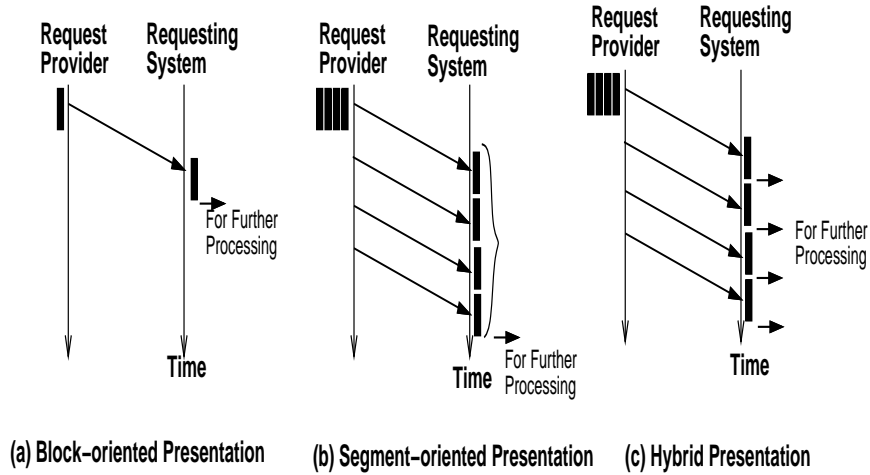 Request
Provider
Requesting
System
For Further
Processing
Time
(a) Block–oriented Presentation
Request
Provider
Requesting
System
For Further
Processing
Time
(b) Segment–oriented Presentation
Request
Provider
Requesting
System
For Further
Processing
Time
(c) Hybrid Presentation